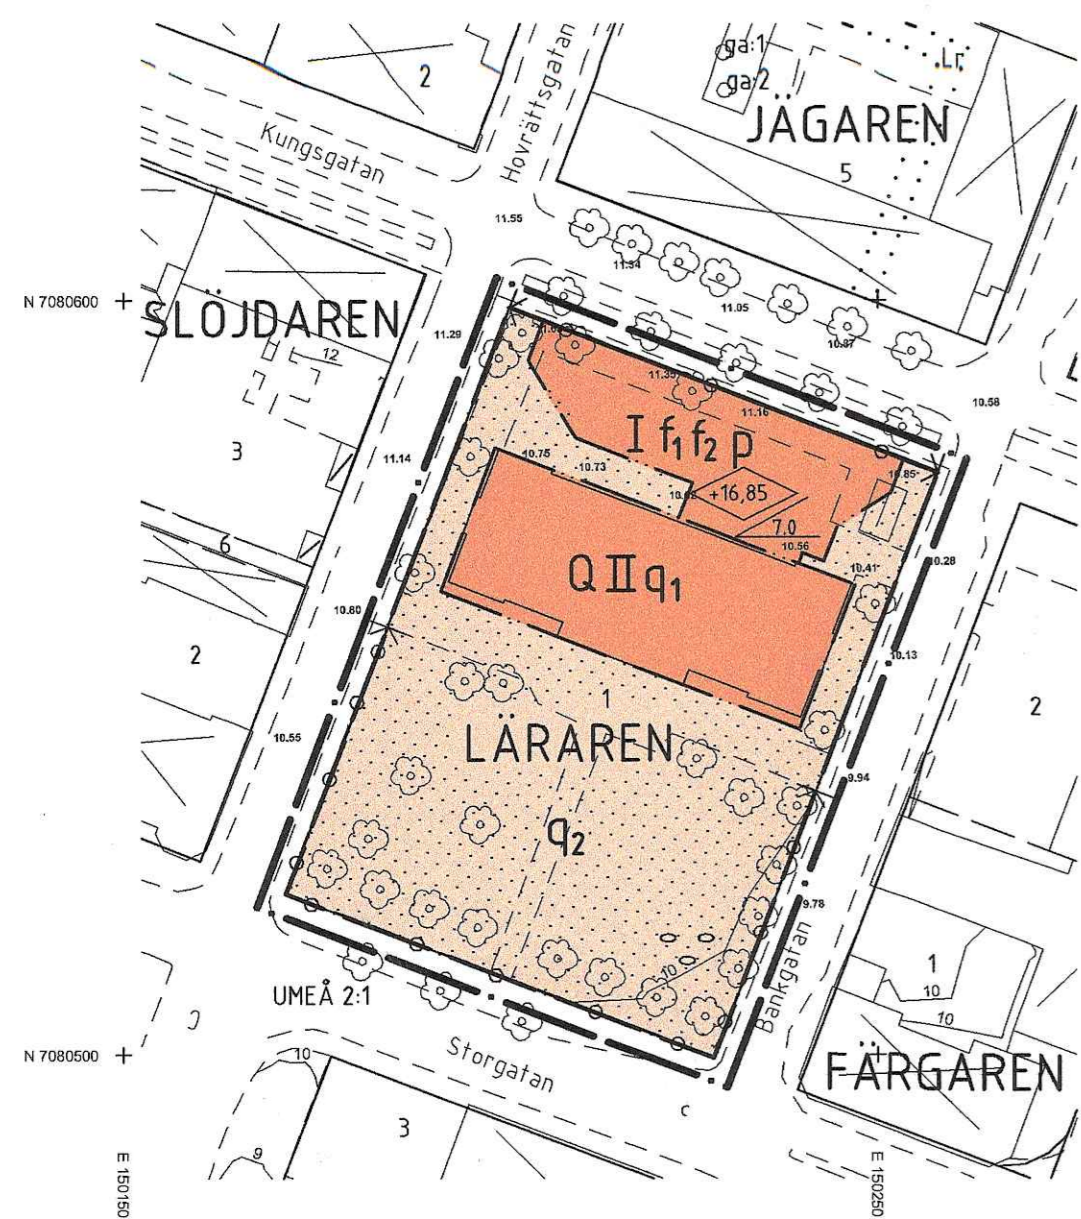 ga:1
ga:2
Lr
2
JÄGAREN
Kungsgatan
Hovrättsgatan
5
11.55
11.34
N 7080600
SLÖJDAREN
11.05
10.87
11.29
12
11.35
11.16
10.58
I f₁ f₂ p
3
11.14
10.75
10.73
10.85
+16,85
7.0
10.56
6
10.41
10.28
Q II q₁
10.80
2
10.13
1
2
LÄRAREN
10.55
9.94
q₂
9.78
10
1
10
10
UMEÅ 2:1
Bankgatan
N 7080500
10
Storgatan
FÄRGAREN
c
3
9
E 150150
E 150250